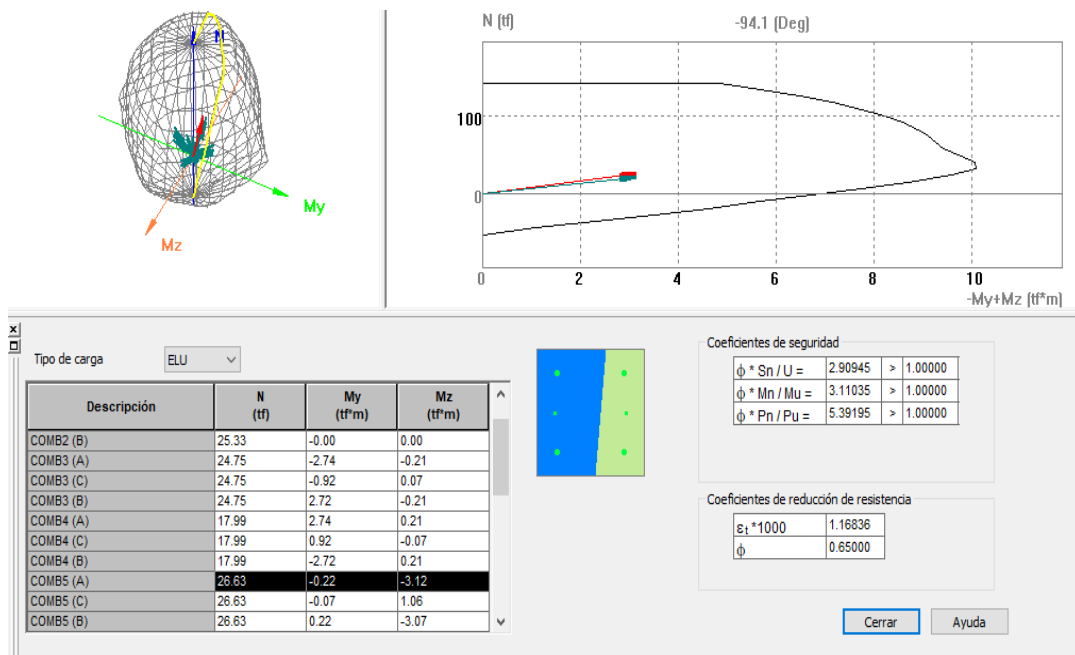 N (tf)
-94.1 (Deg)
100
0
0 2 4 6 8 10
-My+Mz (tf*m)
My
Mz
Tipo de carga ELU
Descripción N (tf) My (tf*m) Mz (tf*m)
COMB2 (B) 25.33 -0.00 0.00
COMB3 (A) 24.75 -2.74 -0.21
COMB3 (C) 24.75 -0.92 0.07
COMB3 (B) 24.75 2.72 -0.21
COMB4 (A) 17.99 2.74 0.21
COMB4 (C) 17.99 0.92 -0.07
COMB4 (B) 17.99 -2.72 0.21
COMB5 (A) 26.63 -0.22 -3.12
COMB5 (C) 26.63 -0.07 1.06
COMB5 (B) 26.63 0.22 -3.07
Coeficientes de seguridad
ϕ * Sn / U = 2.90945 > 1.00000
ϕ * Mn / Mu = 3.11035 > 1.00000
ϕ * Pn / Pu = 5.39195 > 1.00000
Coeficientes de reducción de resistencia
εt *1000 1.16836
ϕ 0.65000
Cerrar Ayuda